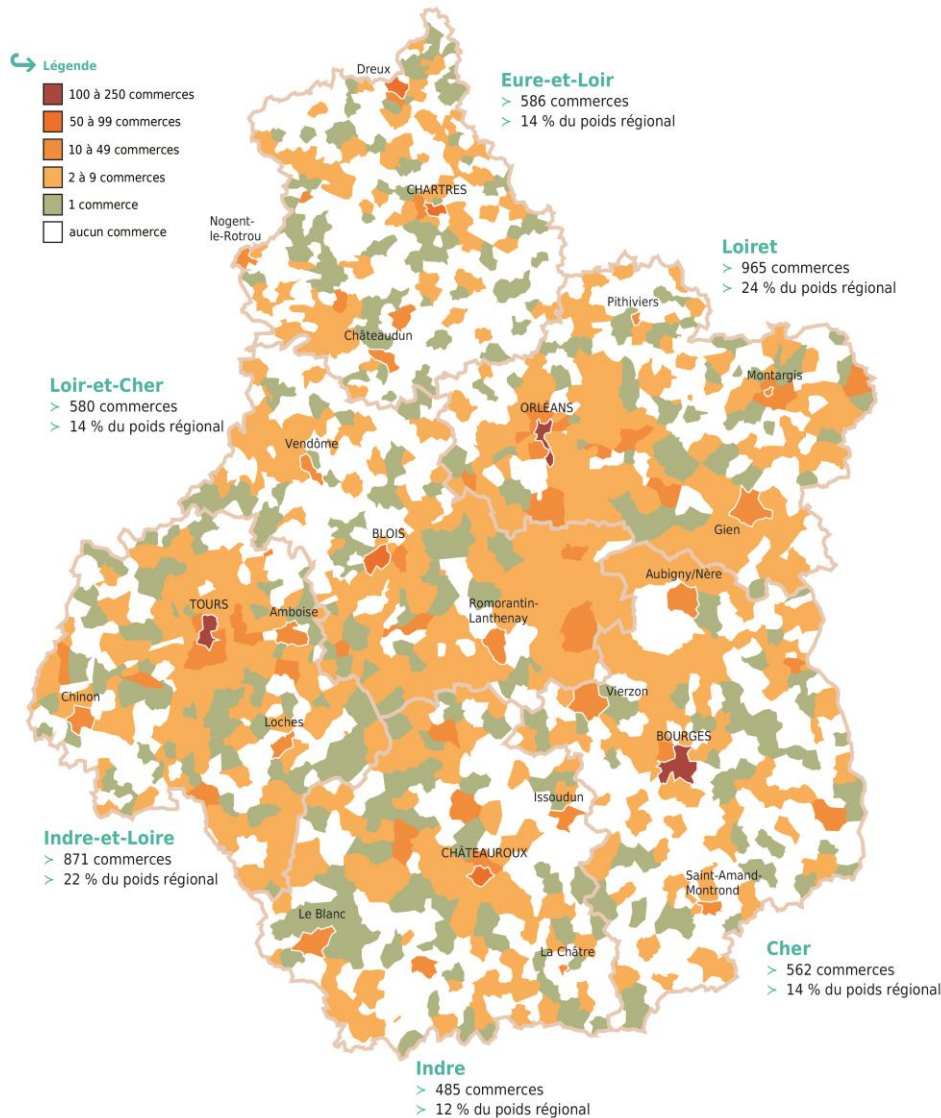 Légende
100 à 250 commerces
50 à 99 commerces
10 à 49 commerces
2 à 9 commerces
1 commerce
aucun commerce
Dreux
Eure-et-Loir
> 586 commerces
> 14 % du poids régional
CHARTRES
Nogent-
le-Rotrou
Loiret
> 965 commerces
> 24 % du poids régional
Pithiviers
Châteaudun
Montargis
Loir-et-Cher
> 580 commerces
> 14 % du poids régional
ORLÉANS
Vendôme
Gien
BLOIS
Aubigny/Nère
TOURS
Amboise
Romorantin-
Lanthenay
Chinon
Vierzon
Loches
BOURGES
Issoudun
Indre-et-Loire
> 871 commerces
> 22 % du poids régional
CHÂTEAUROUX
Saint-Amand-
Montrond
Le Blanc
La Châtre
Cher
> 562 commerces
> 14 % du poids régional
Indre
> 485 commerces
> 12 % du poids régional